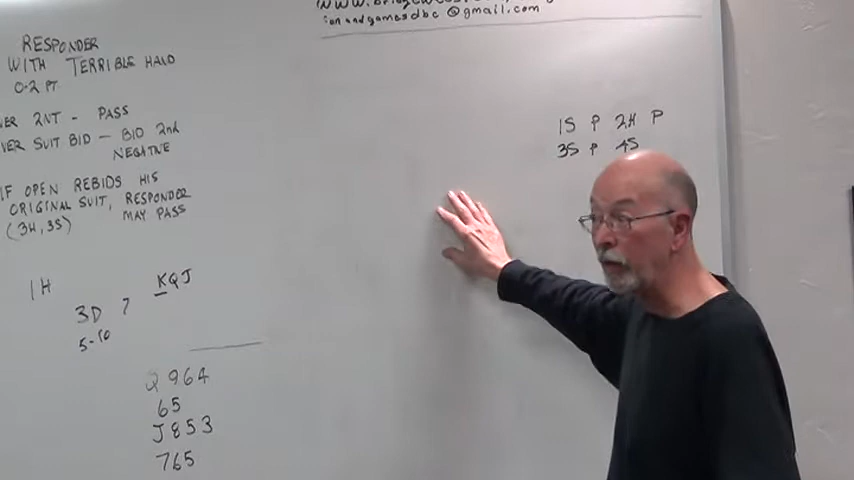 @gmail.com
RESPONDER
WITH TERRIBLE HAND
0-2 PT.
2NT - PASS
SUIT BID - BID 2nd
NEGATIVE
IF OPEN REBIDS HIS
ORIGINAL SUIT, RESPONDER
(3H, 3S) MAY PASS
1H
KQJ
3D ?
5-10
Q964
65
J853
765
1S P 2H P
3S P 4S